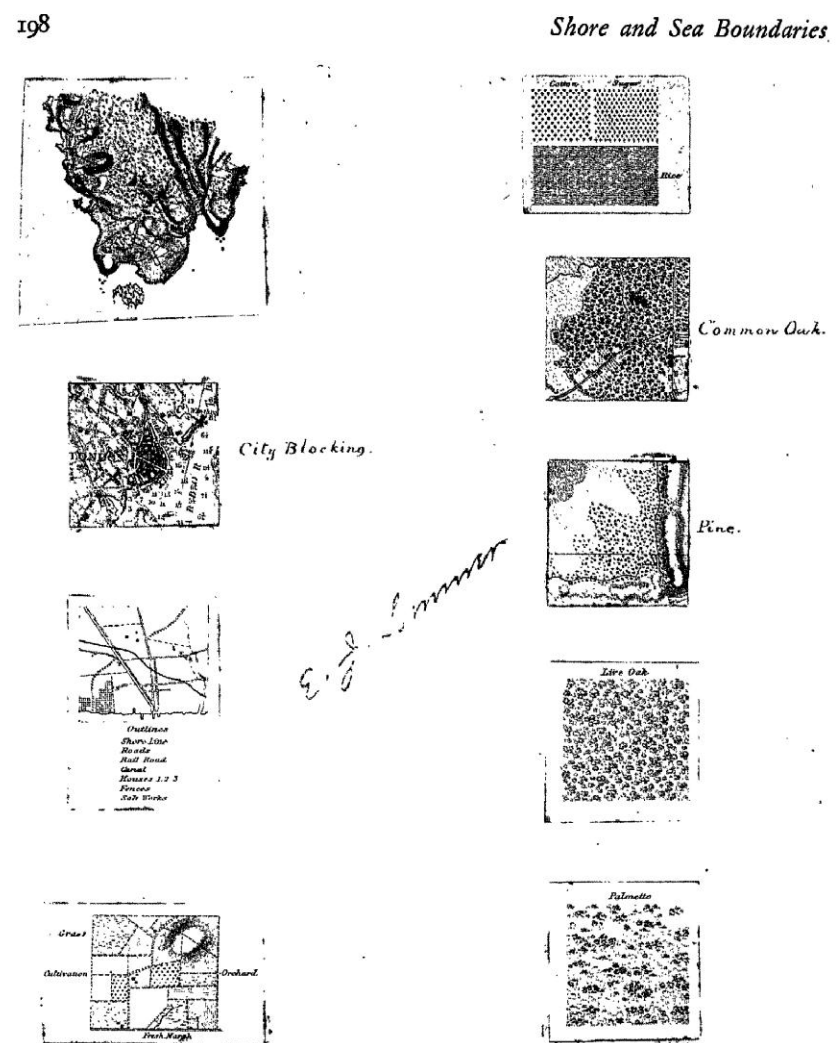 198
Shore and Sea Boundaries
City Blocking.
Outlines
Shore-Line
Roads
Rail Road
Canal
Houses 1.2 3
Fences
Salt Works
Grass
Cultivation
Orchard
Fresh Marsh
Cotton Sugar
Rice
Common Oak.
Pine.
Live Oak
Palmetto
E. J. Sommer